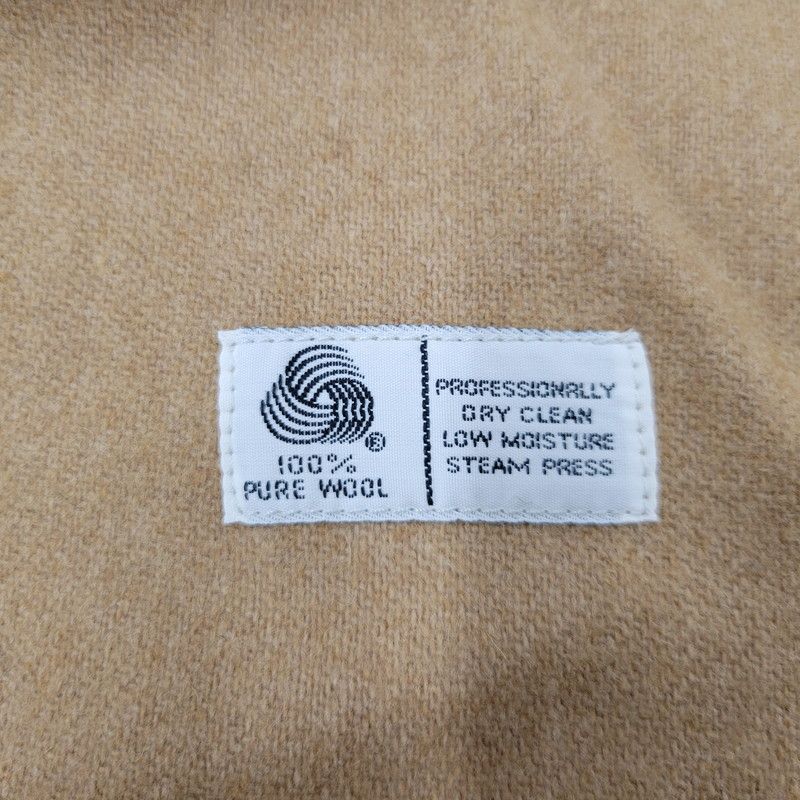 ®
100%
PURE WOOL
PROFESSIONALLY
DRY CLEAN
LOW MOISTURE
STEAM PRESS